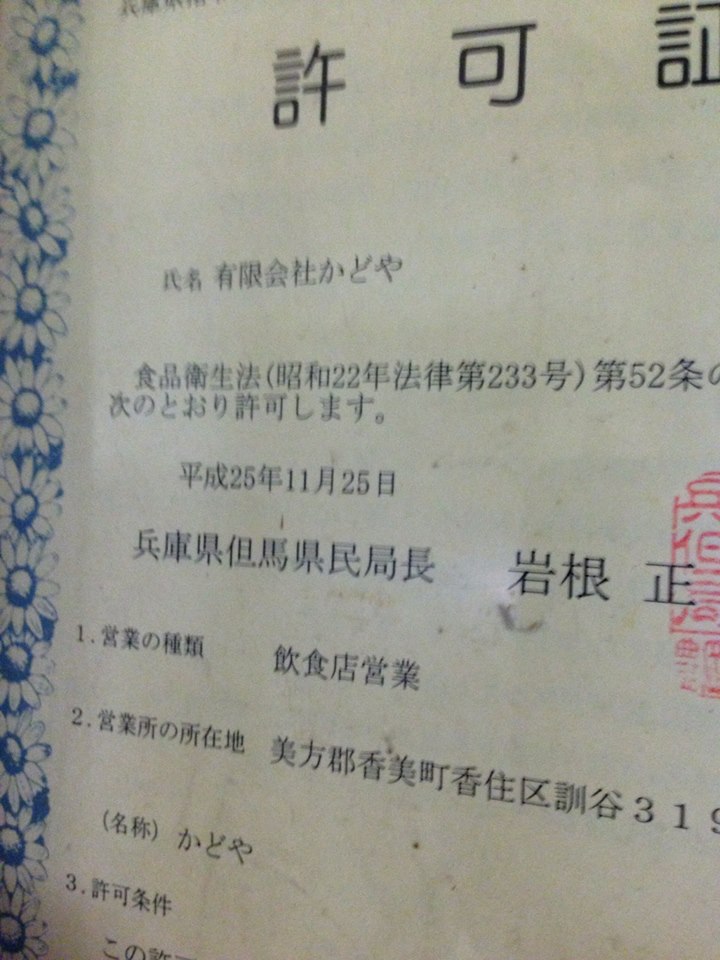 許可証
氏名 有限会社かどや
食品衛生法(昭和22年法律第233号)第52条の
次のとおり許可します。
平成25年11月25日
兵庫県但馬県民局長 岩根 正
1.営業の種類 飲食店営業
2.営業所の所在地 美方郡香美町香住区訓谷319
(名称) かどや
3.許可条件
この許可